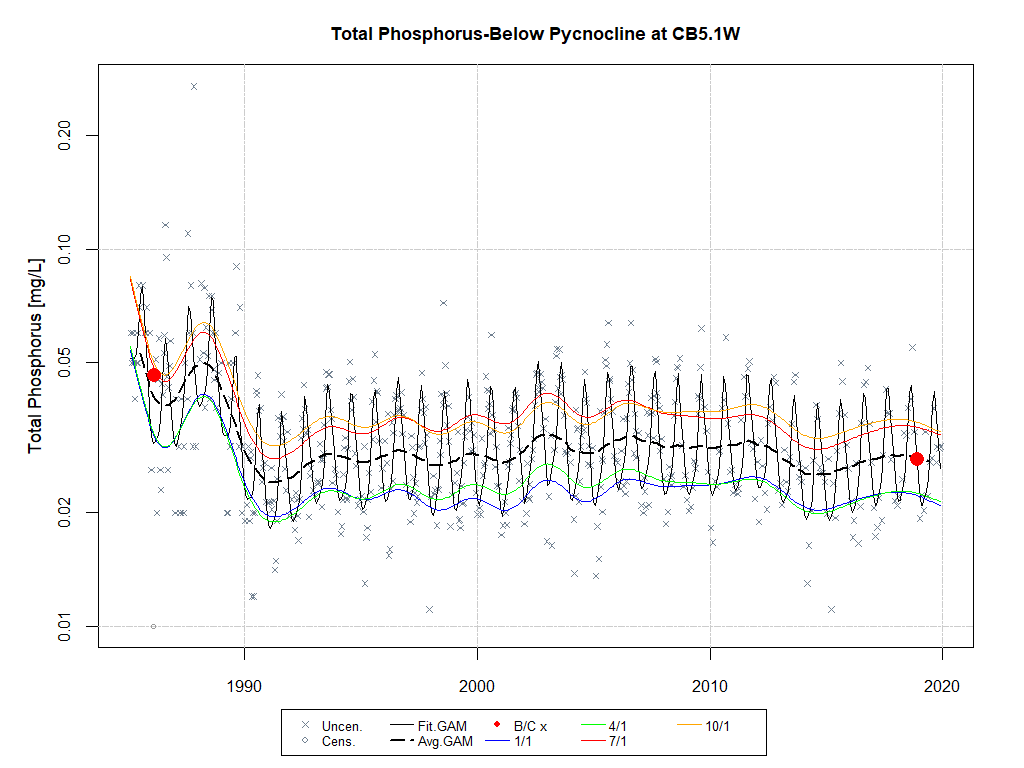 Total Phosphorus-Below Pycnocline at CB5.1W
Total Phosphorus [mg/L]
0.20
0.10
0.05
0.02
0.01
1990 2000 2010 2020
Uncen. Fit.GAM B/C x 4/1 10/1
Cens. Avg.GAM 1/1 7/1